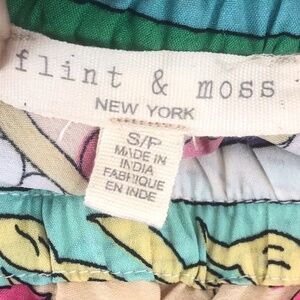 flint & moss
NEW YORK
S/P
MADE IN
INDIA
FABRIQUE
EN INDE